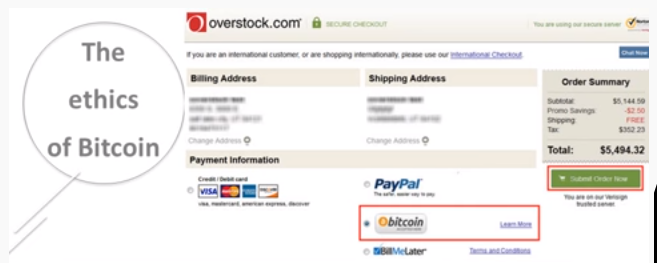 The
ethics
of Bitcoin
overstock.com
SECURE CHECKOUT
You are using our secure server
If you are an international customer, or are shopping internationally, please use our International Checkout.
Chat Now
Billing Address
Shipping Address
Change Address
Change Address
Payment Information
Credit / Debit card
VISA
visa, mastercard, american express, discover
PayPal
The safer, easier way to pay.
bitcoin
Learn More
BillMeLater
Terms and Conditions
Order Summary
Subtotal: $5,144.59
Promo Savings: -$2.50
Shipping: FREE
Tax: $352.23
Total: $5,494.32
Submit Order Now
You are on our Verisign
trusted server.